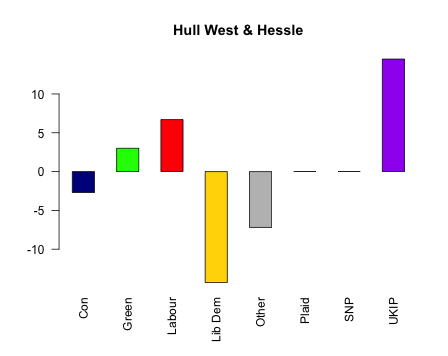 Hull West & Hessle
10
5
0
-5
-10
Con
Green
Labour
Lib Dem
Other
Plaid
SNP
UKIP